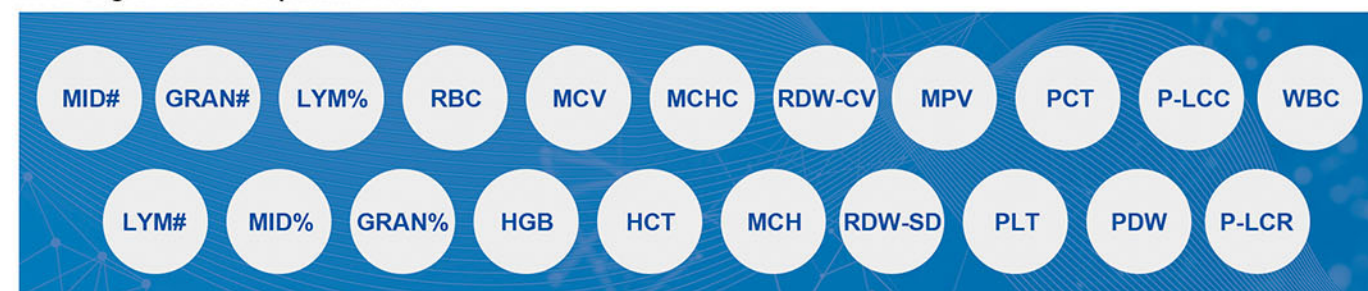 MID# GRAN# LYM% RBC MCV MCHC RDW-CV MPV PCT P-LCC WBC
LYM# MID% GRAN% HGB HCT MCH RDW-SD PLT PDW P-LCR